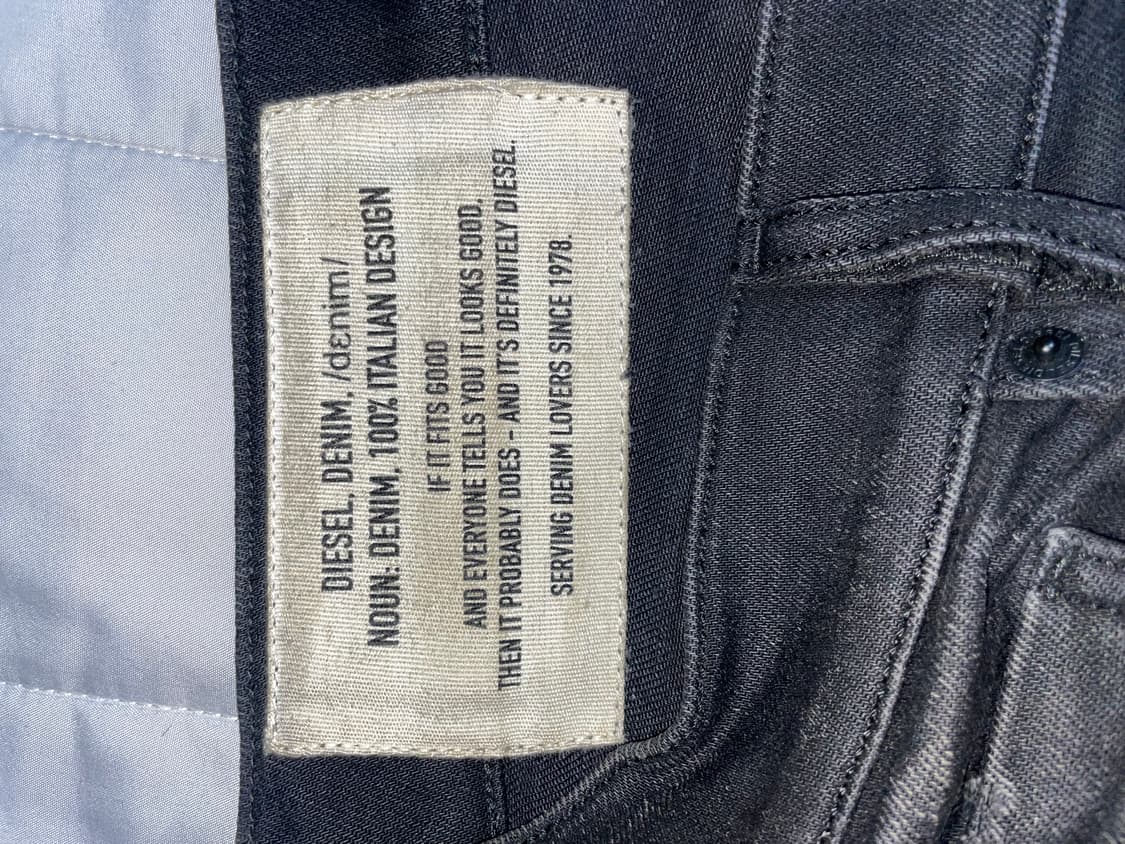 DIESEL, DENIM, /dɛnim/
NOUN: DENIM, 100% ITALIAN DESIGN
IF IT FITS GOOD
AND EVERYONE TELLS YOU IT LOOKS GOOD,
THEN IT PROBABLY DOES - AND IT'S DEFINITELY DIESEL.
SERVING DENIM LOVERS SINCE 1978.